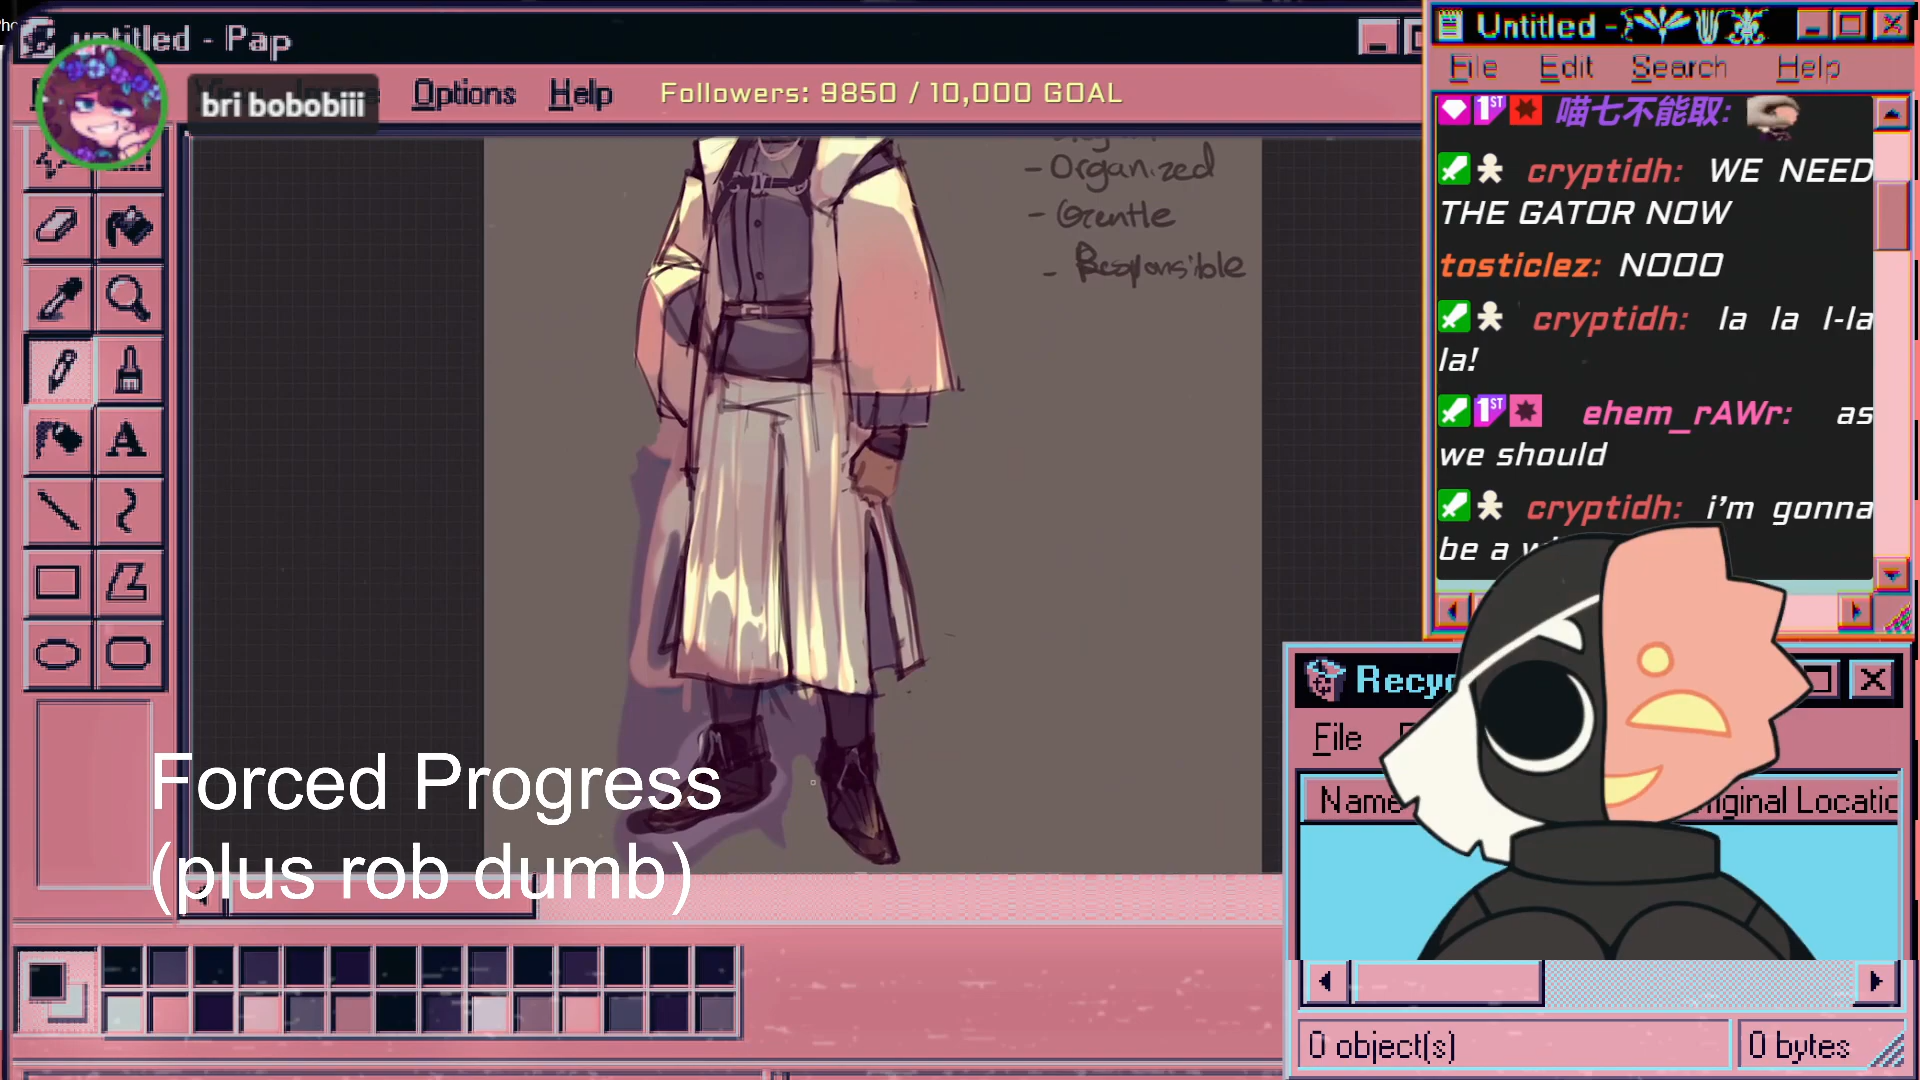 untitled - Pap
bri bobobiii
Options Help
Followers: 9850 / 10,000 GOAL
- Organized
- Gentle
- Responsible
Forced Progress
(plus rob dumb)
Untitled -
File Edit Search Help
喵七不能取:
cryptidh: WE NEED
THE GATOR NOW
tosticlez: NOOO
cryptidh: la la l-la
la!
ehem_rAWr: as
we should
cryptidh: i'm gonna
be a
Recyc
File
Name
iginal Locatio
0 object(s)
0 bytes